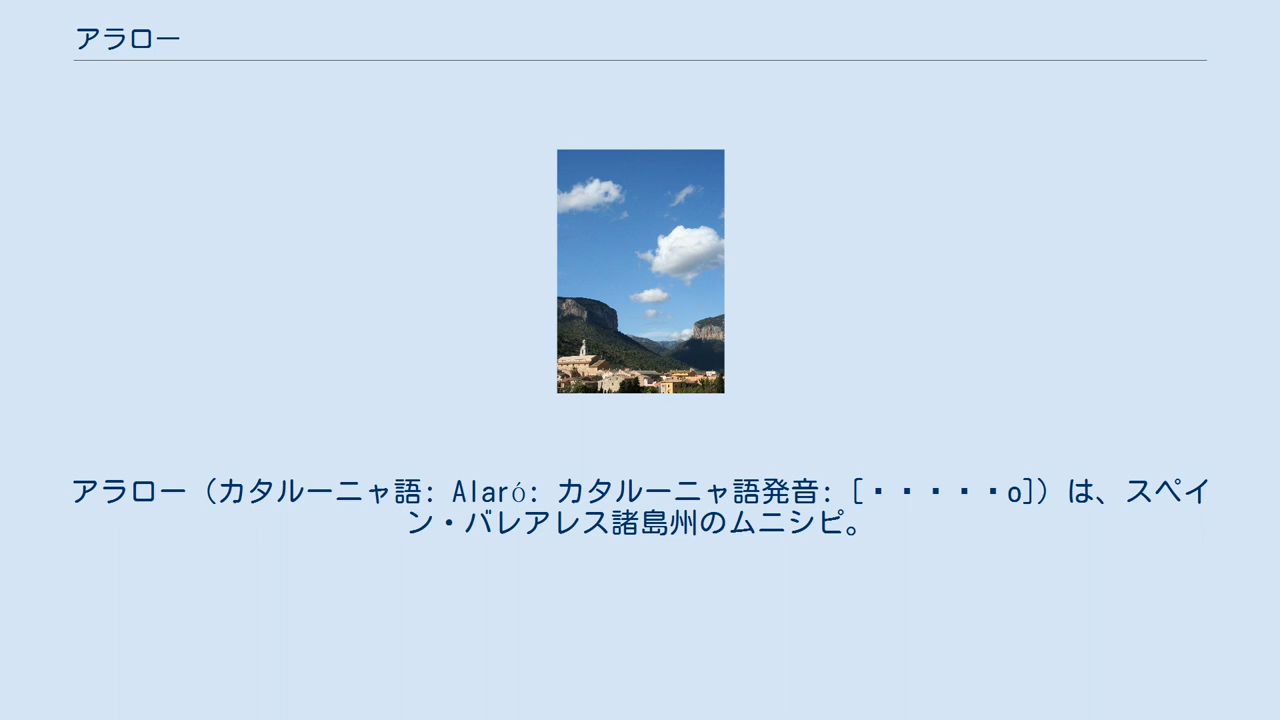 アラロー
アラロー（カタルーニャ語: Alaró: カタルーニャ語発音: [・・・・・o]）は、スペイ
ン・バレアレス諸島州のムニシピ。